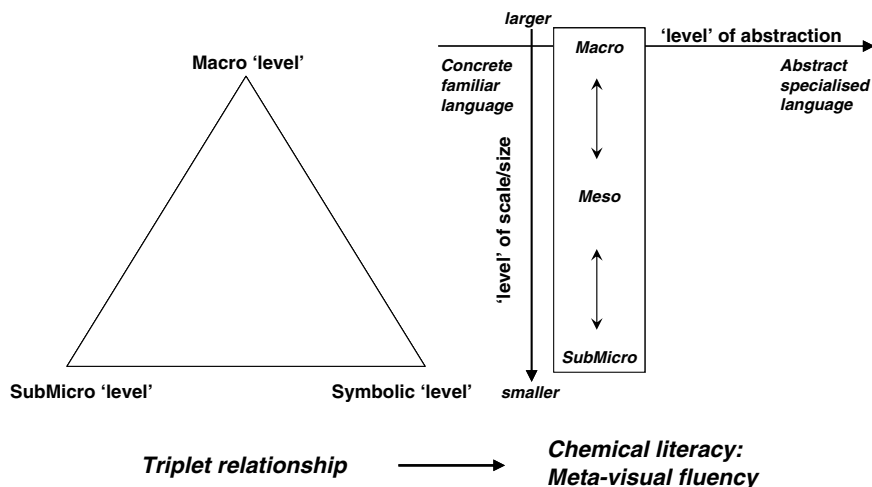 Macro ‘level’
SubMicro ‘level’
Symbolic ‘level’
larger
‘level’ of abstraction
Concrete
familiar
language
Macro
Abstract
specialised
language
‘level’ of scale/size
Meso
SubMicro
smaller
Triplet relationship
Chemical literacy:
Meta-visual fluency